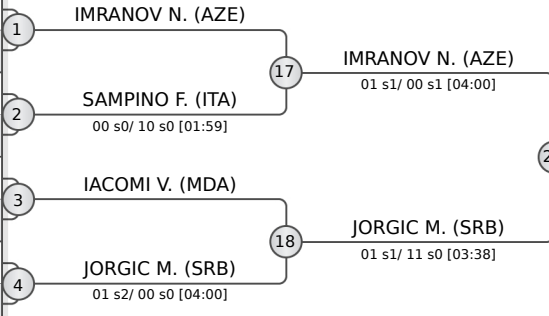 IMRANOV N. (AZE)
1
17
IMRANOV N. (AZE)
01 s1/ 00 s1 [04:00]
SAMPINO F. (ITA)
2
00 s0/ 10 s0 [01:59]
IACOMI V. (MDA)
3
18
JORGIC M. (SRB)
01 s1/ 11 s0 [03:38]
JORGIC M. (SRB)
4
01 s2/ 00 s0 [04:00]